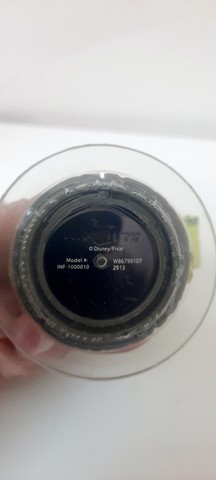 © Disney/Pixar
Model #: W86799107
INF-1000010 2913